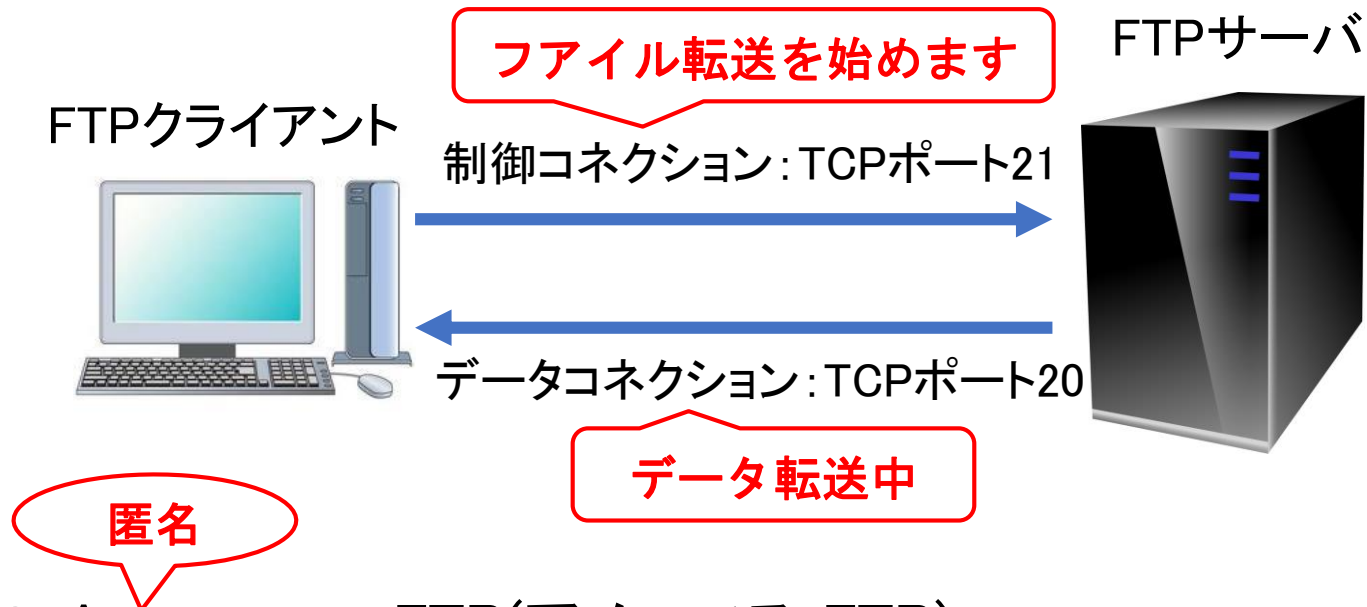 フアイル転送を始めます
FTPサーバ
FTPクライアント
制御コネクション：TCPポート21
データコネクション：TCPポート20
データ転送中
匿名